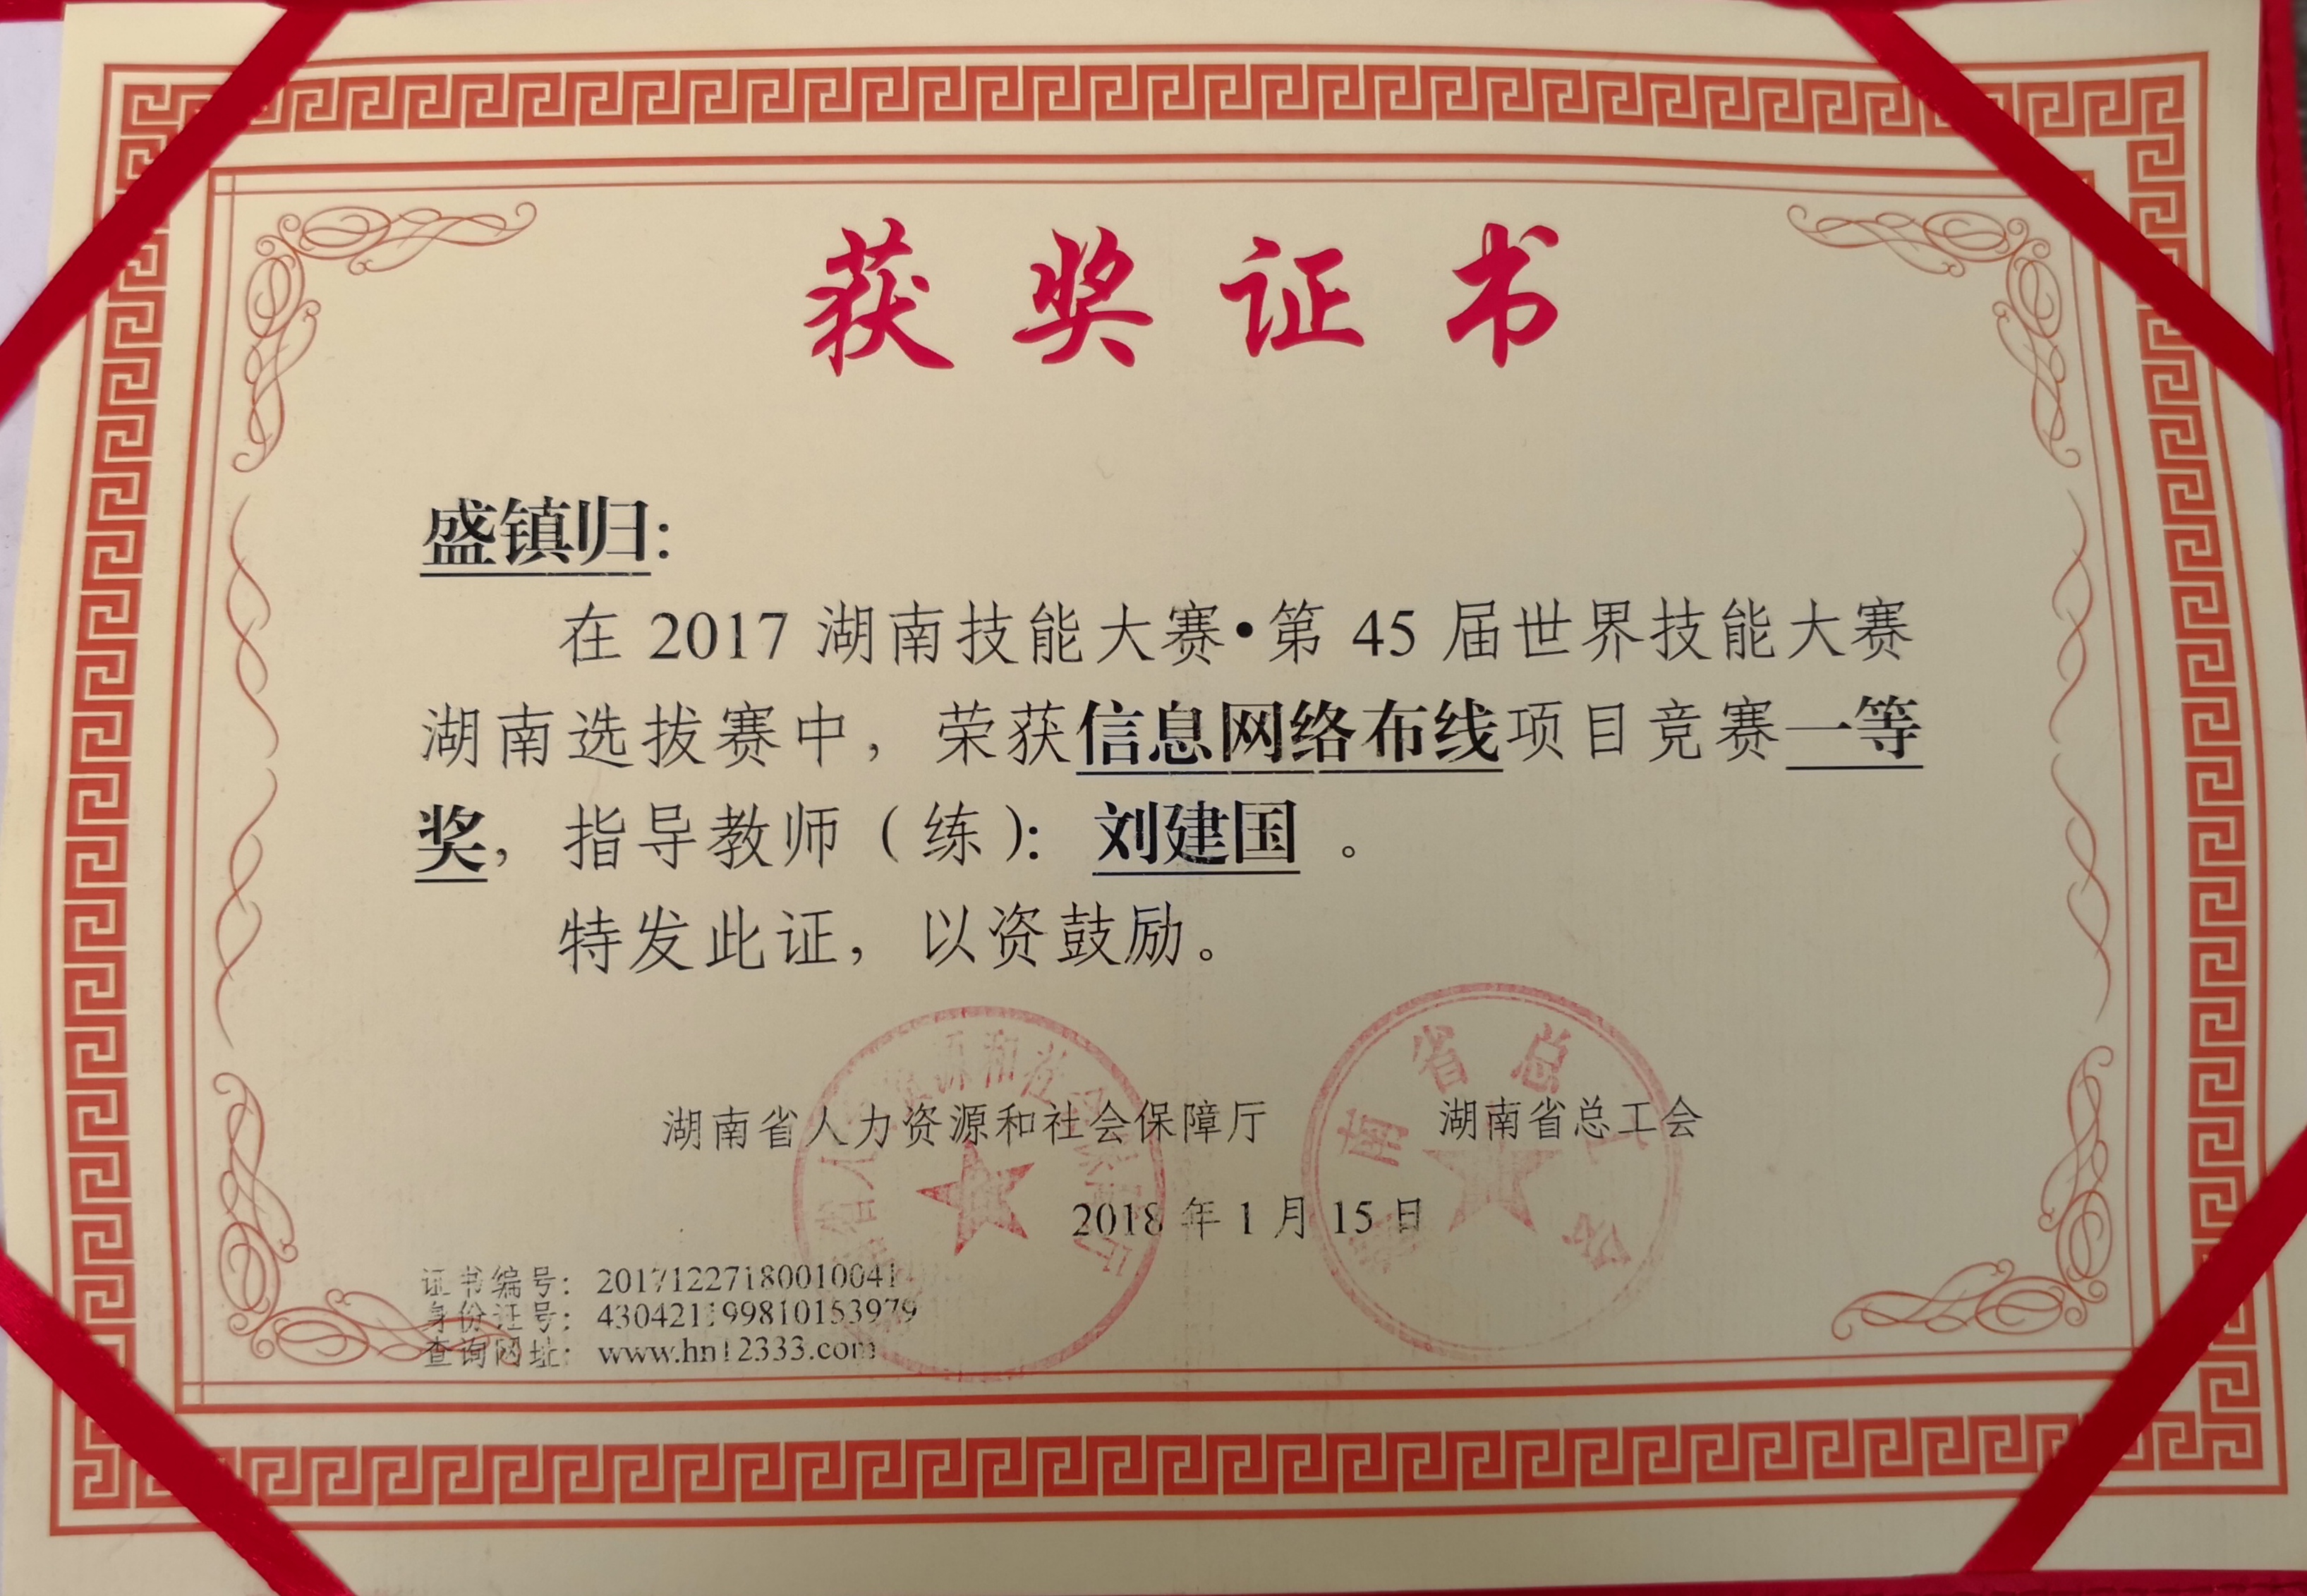 获奖证书
盛镇归:
在 2017 湖南技能大赛•第 45 届世界技能大赛
湖南选拔赛中，荣获信息网络布线项目竞赛一等
奖，指导教师（练）：刘建国 。
特发此证，以资鼓励。
湖南省人力资源和社会保障厅 湖南省总工会
2018 年 1 月 15 日
证书编号：20171227180010041
身份证号：430421199810153979
查询网址：www.hn12333.com